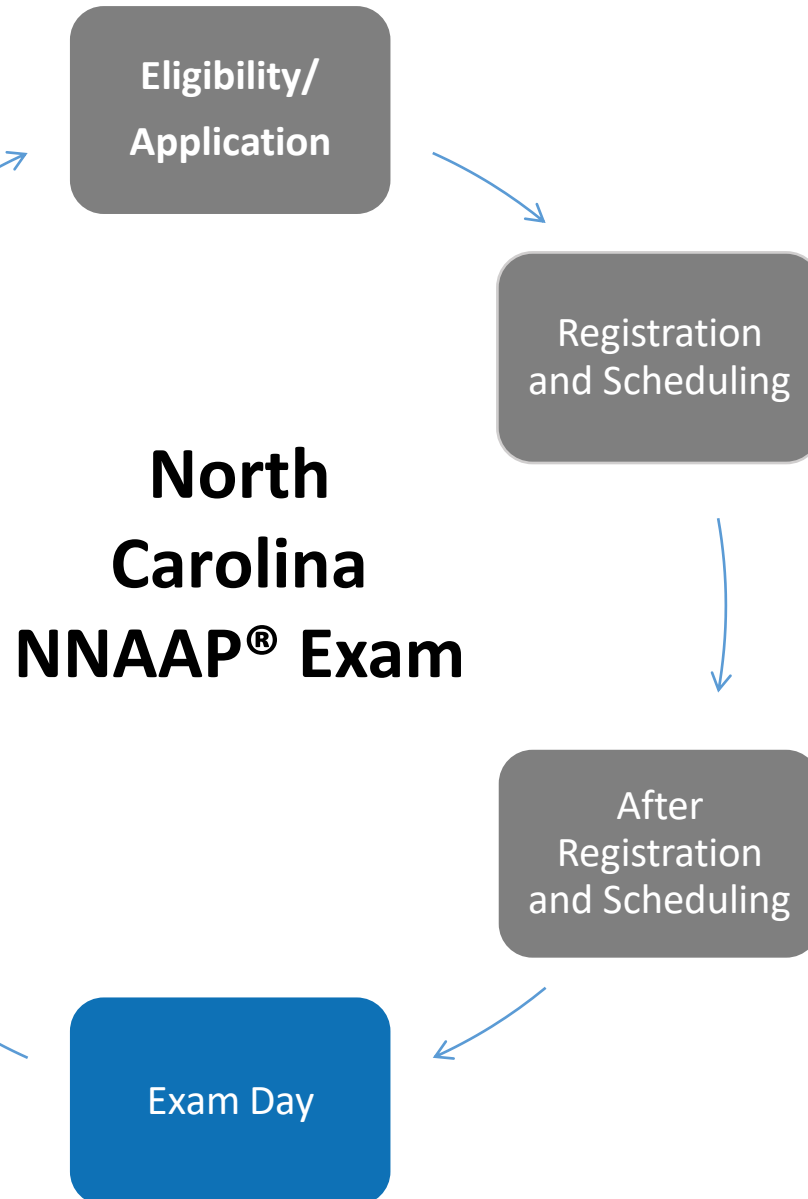 Eligibility/
Application
Registration
and Scheduling
North
Carolina
NNAAP® Exam
After
Registration
and Scheduling
Exam Day